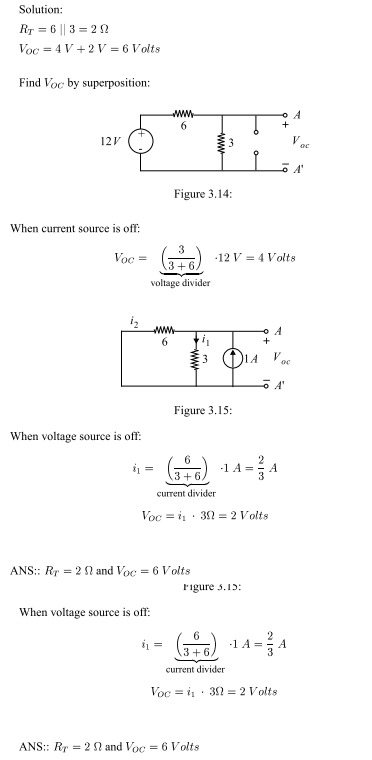 Solution:
R_T = 6 || 3 = 2 Ω
V_OC = 4 V + 2 V = 6 Volts
Find V_OC by superposition:
12V + - 6 3 A + V_oc - A'
Figure 3.14:
When current source is off:
V_OC = (3/(3+6)) · 12 V = 4 Volts
voltage divider
i_2 6 i_1 3 1A A + V_oc - A'
Figure 3.15:
When voltage source is off:
i_1 = (6/(3+6)) · 1 A = 2/3 A
current divider
V_OC = i_1 · 3Ω = 2 Volts
ANS:: R_T = 2 Ω and V_OC = 6 Volts
Figure 3.15:
When voltage source is off:
i_1 = (6/(3+6)) · 1 A = 2/3 A
current divider
V_OC = i_1 · 3Ω = 2 Volts
ANS:: R_T = 2 Ω and V_OC = 6 Volts